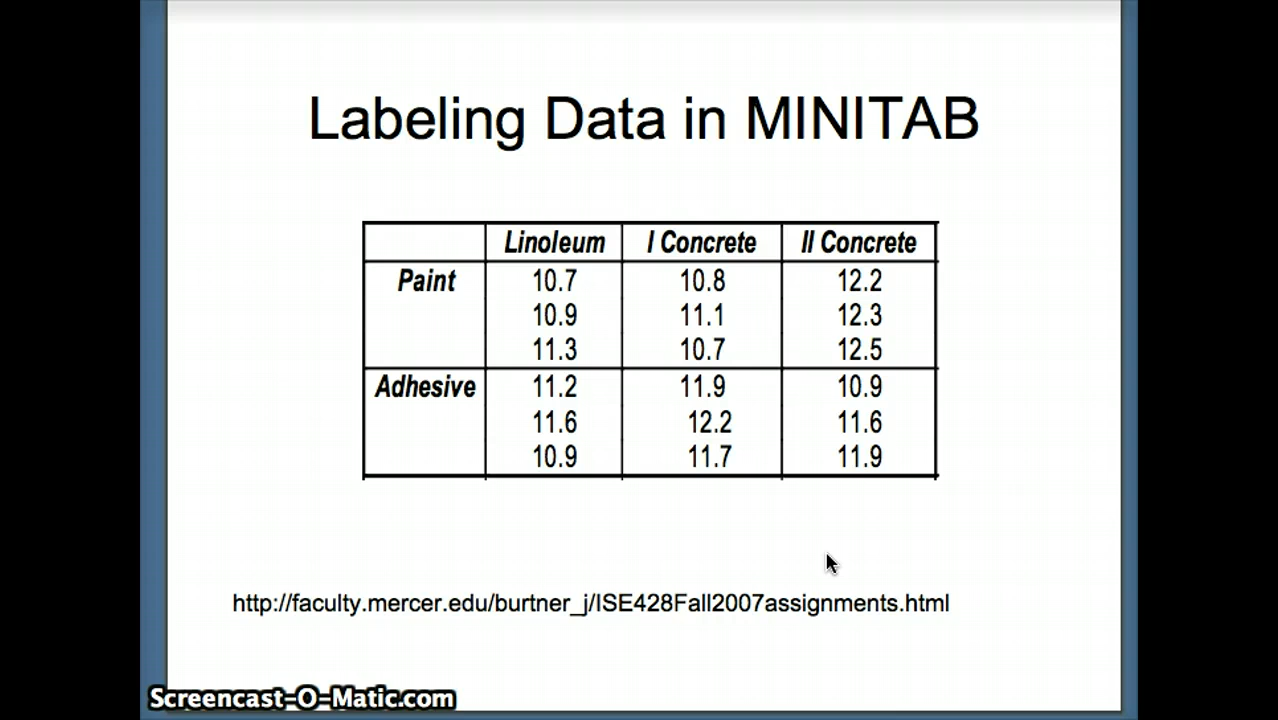 Labeling Data in MINITAB
Linoleum I Concrete II Concrete
Paint 10.7 10.8 12.2
10.9 11.1 12.3
11.3 10.7 12.5
Adhesive 11.2 11.9 10.9
11.6 12.2 11.6
10.9 11.7 11.9
http://faculty.mercer.edu/burtner_j/ISE428Fall2007assignments.html
Screencast-O-Matic.com